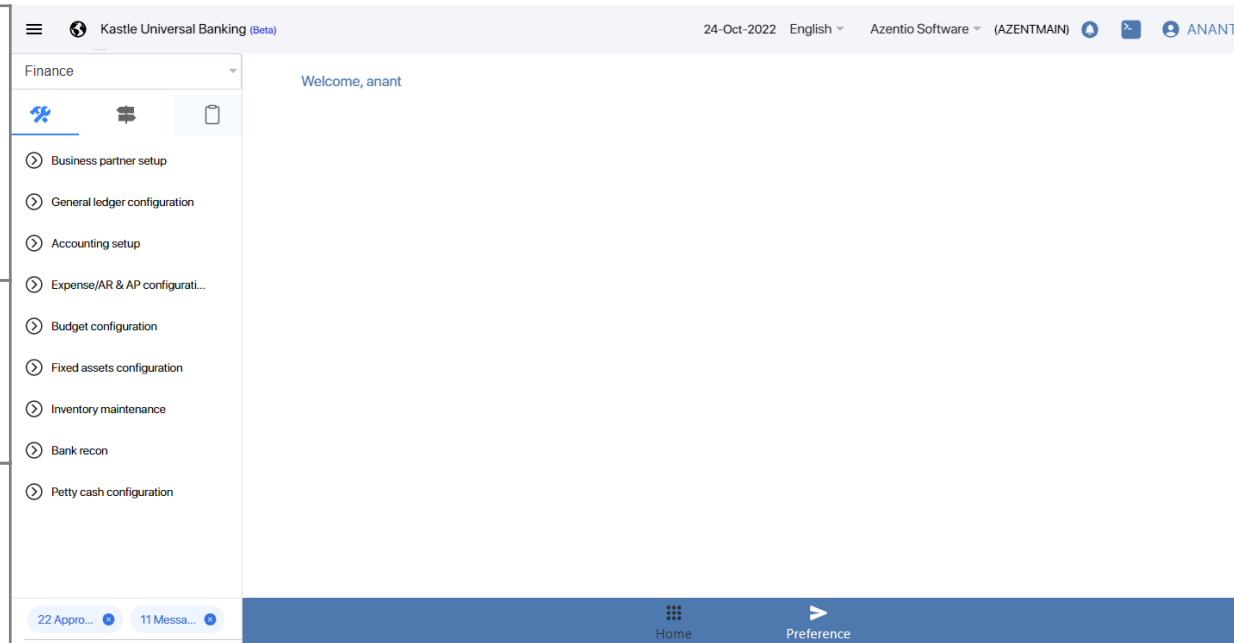 Kastle Universal Banking (Beta)
24-Oct-2022 English Azentio Software (AZENTMAIN) ANANT
Finance
Welcome, anant
Business partner setup
General ledger configuration
Accounting setup
Expense/AR & AP configurati...
Budget configuration
Fixed assets configuration
Inventory maintenance
Bank recon
Petty cash configuration
22 Appro... 11 Messa...
Home Preference